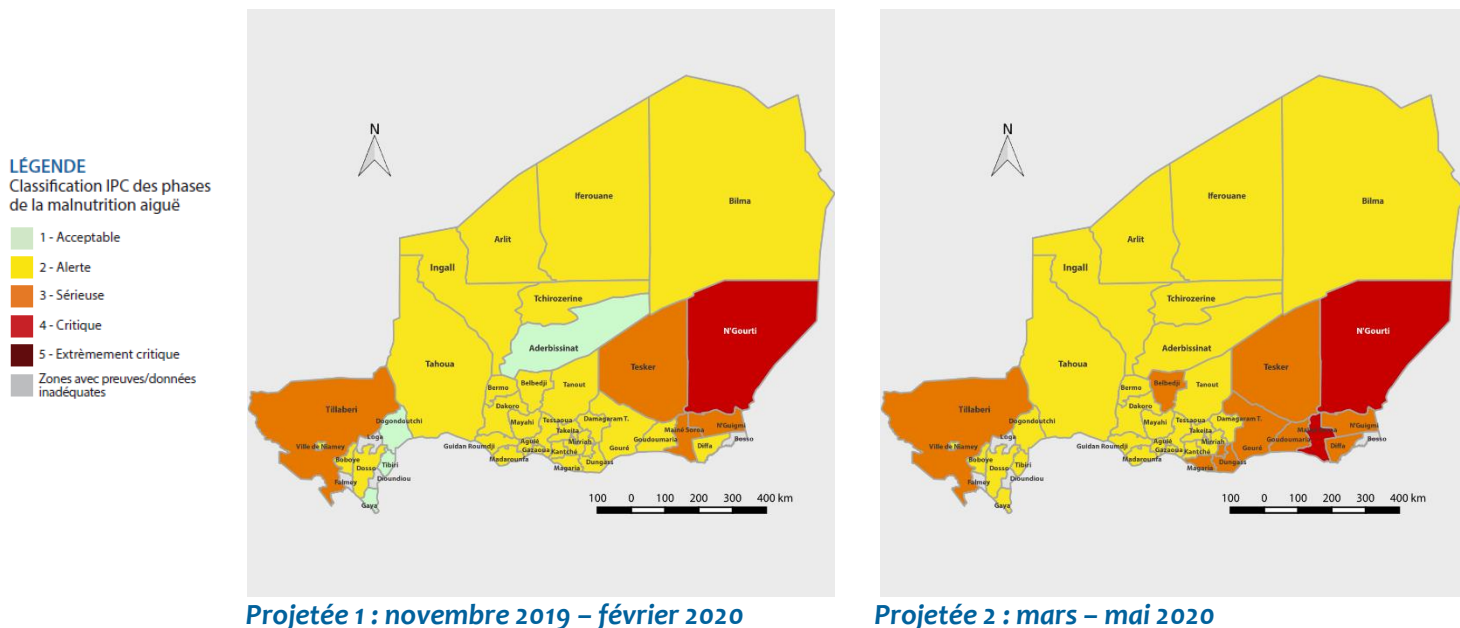 LÉGENDE
Classification IPC des phases
de la malnutrition aiguë
1 - Acceptable
2 - Alerte
3 - Sérieuse
4 - Critique
5 - Extrêmement critique
Zones avec preuves/données
inadéquates
N
Iferouane
Bilma
Arlit
Ingall
Tchirozerine
N'Gourti
Aderbissinat
Tahoua
Tesker
Bermo
Belbedji
Tanout
Tillaberi
Dakoro
Dogondoutchi
Mayahi
Tessaoua
Damagaram T.
Takeita
Mainé Soroa
N'Guigmi
Loga
Ville de Niamey
Guidan Roumdji
Aguié
Mirriah
Gouré
Goudoumaria
Diffa
Bosso
Boboye
Gazaoua
Kantché
Dosso
Tibiri
Madarounfa
Magaria
Dungass
Falmey
Dioundiou
Gaya
100 0 100 200 300 400 km
Projetée 1 : novembre 2019 – février 2020
N
Iferouane
Bilma
Arlit
Ingall
Tchirozerine
N'Gourti
Aderbissinat
Tahoua
Tesker
Bermo
Belbedji
Tanout
Tillaberi
Dakoro
Dogondoutchi
Mayahi
Tessaoua
Damagaram T.
Takeita
N'Guigmi
Loga
Ville de Niamey
Guidan Roumdji
Aguié
Mirriah
Gouré
Goudoumaria
Diffa
Bosso
Boboye
Gazaoua
Kantché
Dosso
Tibiri
Madarounfa
Magaria
Dungass
Falmey
Dioundiou
Gaya
100 0 100 200 300 400 km
Projetée 2 : mars – mai 2020